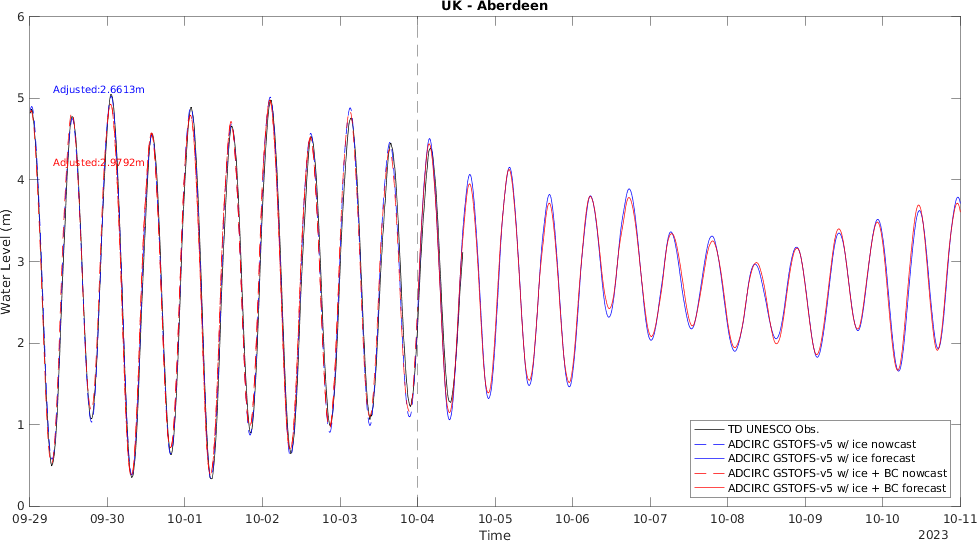 UK - Aberdeen
6
5
4
3
2
1
0
Water Level (m)
Adjusted:2.6613m
Adjusted:2.9792m
TD UNESCO Obs.
ADCIRC GSTOFS-v5 w/ ice nowcast
ADCIRC GSTOFS-v5 w/ ice forecast
ADCIRC GSTOFS-v5 w/ ice + BC nowcast
ADCIRC GSTOFS-v5 w/ ice + BC forecast
09-29 09-30 10-01 10-02 10-03 10-04 10-05 10-06 10-07 10-08 10-09 10-10 10-11
Time
2023